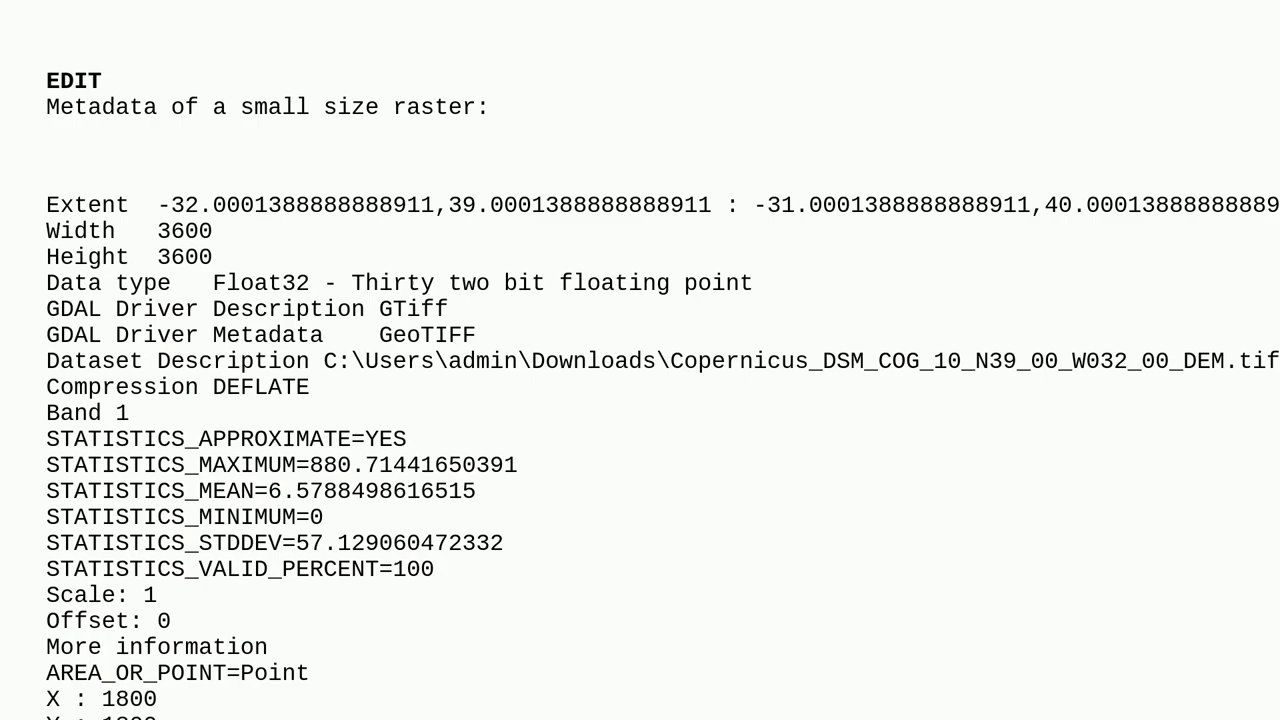 EDIT
Metadata of a small size raster:
Extent  -32.0001388888888911,39.0001388888888911 : -31.0001388888888911,40.00013888888889
Width   3600
Height  3600
Data type   Float32 - Thirty two bit floating point
GDAL Driver Description GTiff
GDAL Driver Metadata    GeoTIFF
Dataset Description C:\Users\admin\Downloads\Copernicus_DSM_COG_10_N39_00_W032_00_DEM.tif
Compression DEFLATE
Band 1
STATISTICS_APPROXIMATE=YES
STATISTICS_MAXIMUM=880.71441650391
STATISTICS_MEAN=6.5788498616515
STATISTICS_MINIMUM=0
STATISTICS_STDDEV=57.129060472332
STATISTICS_VALID_PERCENT=100
Scale: 1
Offset: 0
More information
AREA_OR_POINT=Point
X : 1800
Y : 1800